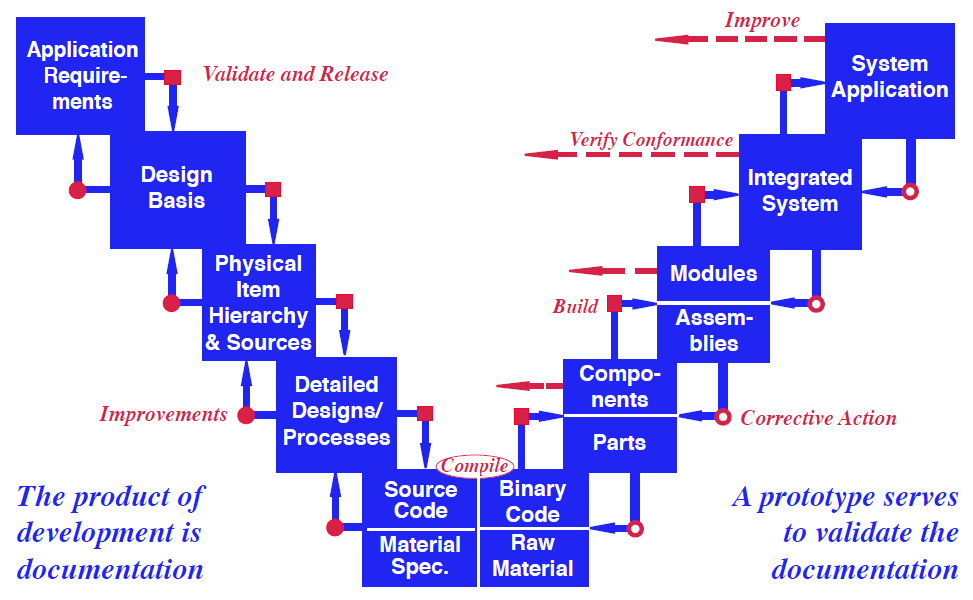 Improve
Application
Require-
ments
Validate and Release
System
Application
Verify Conformance
Design
Basis
Integrated
System
Physical
Item
Hierarchy
& Sources
Modules
Assem-
blies
Build
Detailed
Designs/
Processes
Compo-
nents
Parts
Improvements
Corrective Action
Compile
Source
Code
Binary
Code
Material
Spec.
Raw
Material
The product of
development is
documentation
A prototype serves
to validate the
documentation